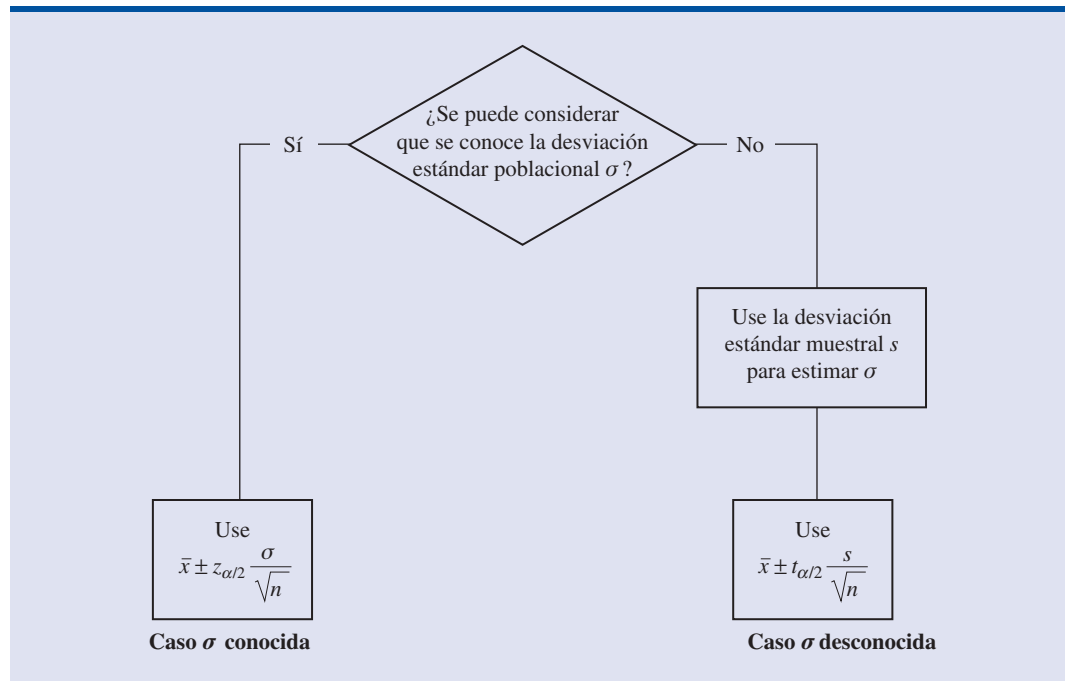 ¿Se puede considerar
que se conoce la desviación
estándar poblacional σ ?
Sí
No
Use la desviación
estándar muestral s
para estimar σ
Use
x̄ ± z_{α/2} σ/√n
Caso σ conocida
Use
x̄ ± t_{α/2} s/√n
Caso σ desconocida